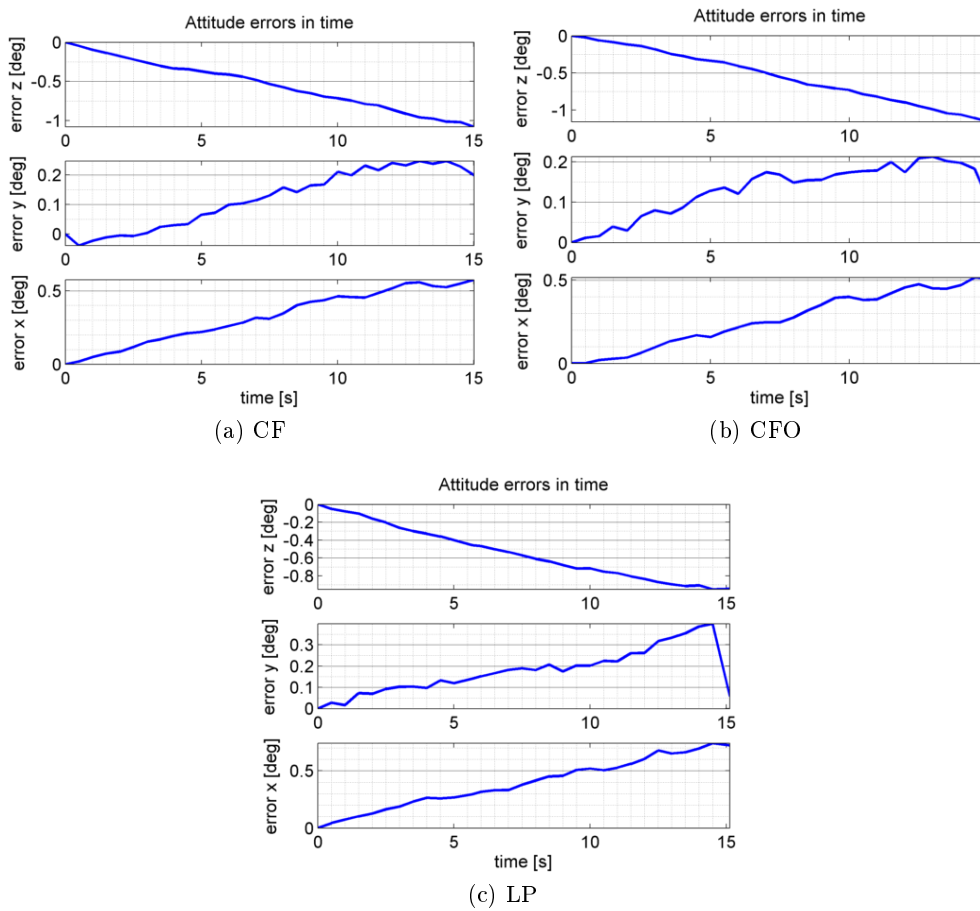 Attitude errors in time
error z [deg]
0
-0.5
-1
0 5 10 15
error y [deg]
0.2
0.1
0
0 5 10 15
error x [deg]
0.5
0
0 5 10 15
time [s]
(a) CF
Attitude errors in time
error z [deg]
0
-0.5
-1
0 5 10
error y [deg]
0.2
0.1
0
0 5 10
error x [deg]
0.5
0
0 5 10
time [s]
(b) CFO
Attitude errors in time
error z [deg]
0
-0.2
-0.4
-0.6
-0.8
0 5 10 15
error y [deg]
0.3
0.2
0.1
0
0 5 10 15
error x [deg]
0.5
0
0 5 10 15
time [s]
(c) LP